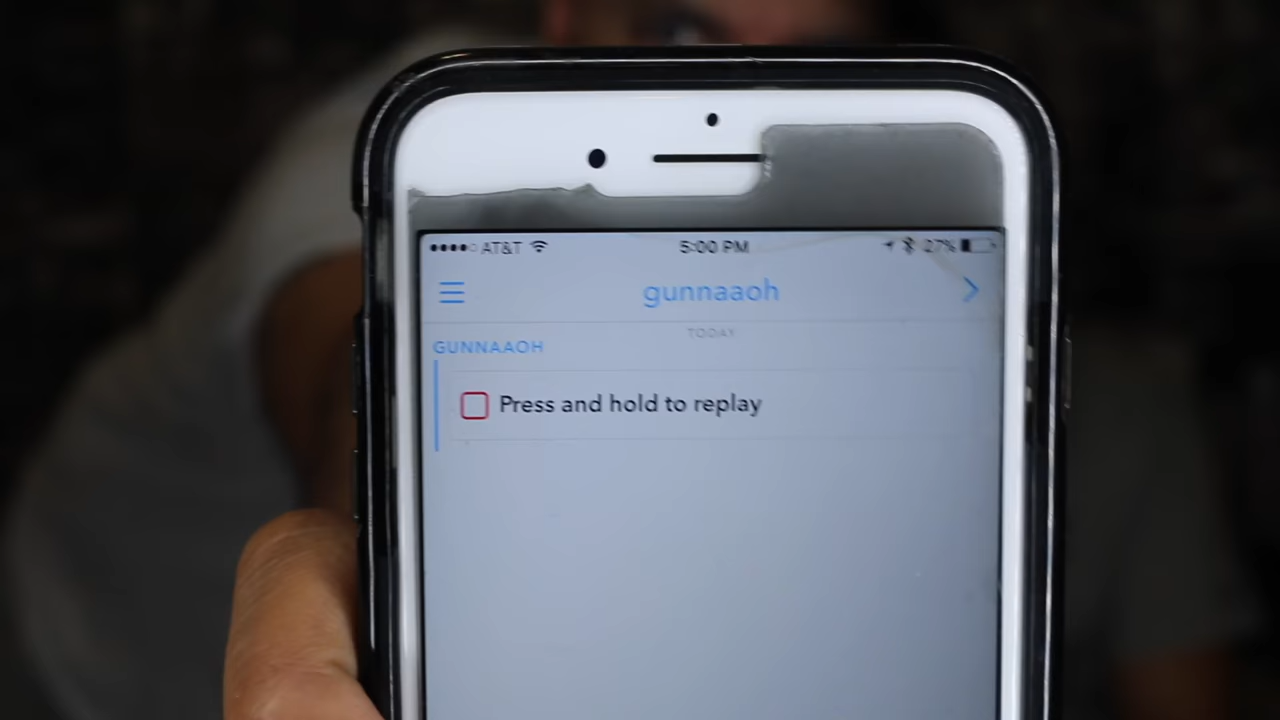 AT&T 5:00 PM 27%
gunnaaoh
TODAY
GUNNAAOH
Press and hold to replay